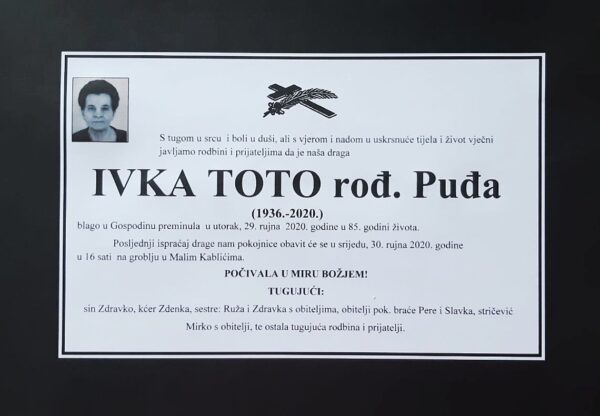 S tugom u srcu i boli u duši, ali s vjerom i nadom u uskrsnuće tijela i život vječni
javljamo rodbini i prijateljima da je naša draga
IVKA TOTO rođ. Puđa
(1936.-2020.)
blago u Gospodinu preminula u utorak, 29. rujna 2020. godine u 85. godini života.
Posljednji ispraćaj drage nam pokojnice obavit će se u srijedu, 30. rujna 2020. godine
u 16 sati na groblju u Malim Kablićima.
POČIVALA U MIRU BOŽJEM!
TUGUJUĆI:
sin Zdravko, kćer Zdenka, sestre: Ruža i Zdravka s obiteljima, obitelji pok. braće Pere i Slavka, stričević
Mirko s obitelji, te ostala tugujuća rodbina i prijatelji.